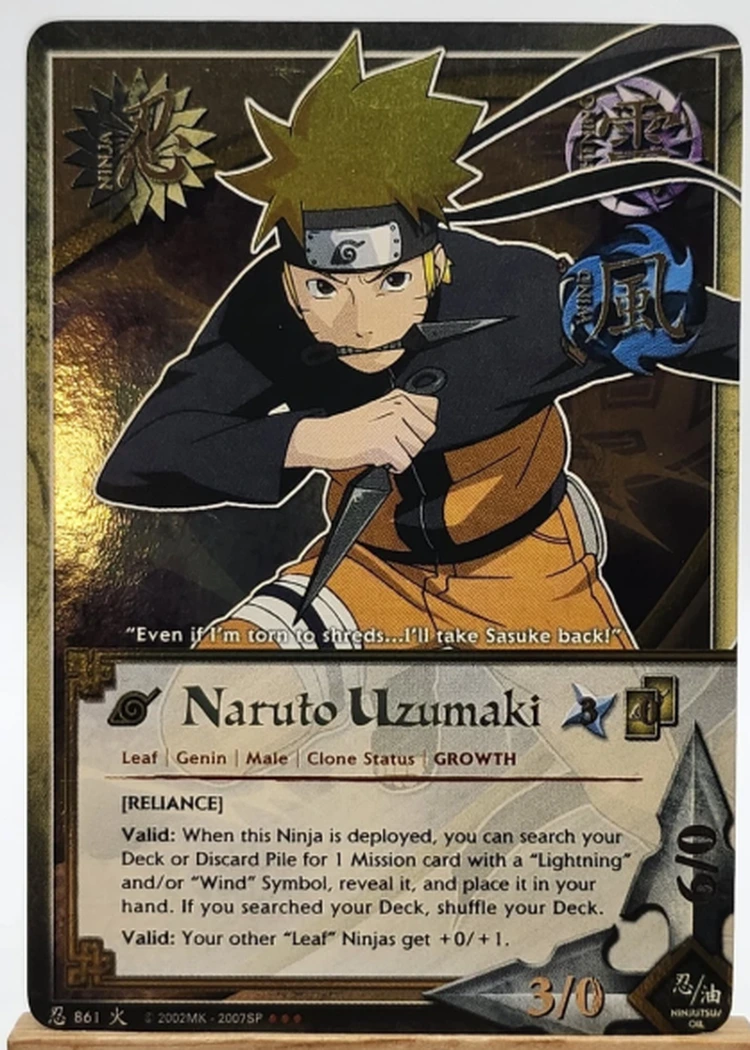 忍
NINJA
雷
風
WIND
"Even if I'm torn to shreds...I'll take Sasuke back!"
Naruto Uzumaki 3 0
Leaf | Genin | Male | Clone Status | GROWTH
[RELIANCE]
Valid: When this Ninja is deployed, you can search your
Deck or Discard Pile for 1 Mission card with a "Lightning"
and/or "Wind" Symbol, reveal it, and place it in your
hand. If you searched your Deck, shuffle your Deck.
Valid: Your other "Leaf" Ninjas get +0/+1.
6/0
3/0
忍/油
NINJUTSU/
OIL
忍 861 火 © 2002MK - 2007SP